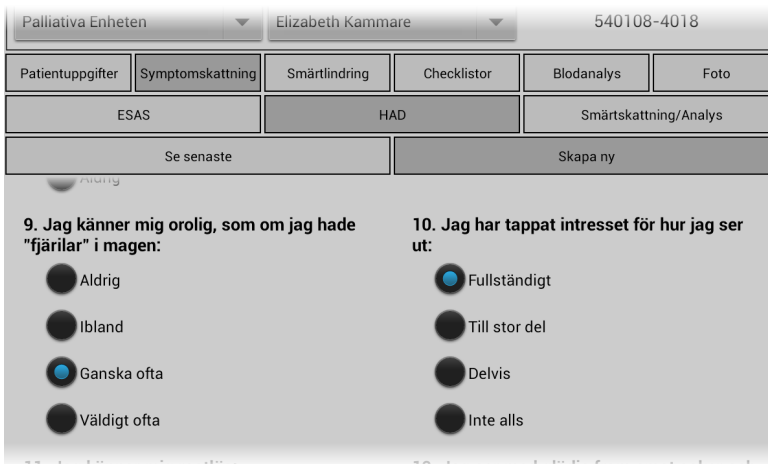 Palliativa Enheten
Elizabeth Kammare
540108-4018
Patientuppgifter
Symptomskattning
Smärtlindring
Checklistor
Blodanalys
Foto
ESAS
HAD
Smärtskattning/Analys
Se senaste
Skapa ny
Aldrig
9. Jag känner mig orolig, som om jag hade
"fjärilar" i magen:
Aldrig
Ibland
Ganska ofta
Väldigt ofta
10. Jag har tappat intresset för hur jag ser
ut:
Fullständigt
Till stor del
Delvis
Inte alls